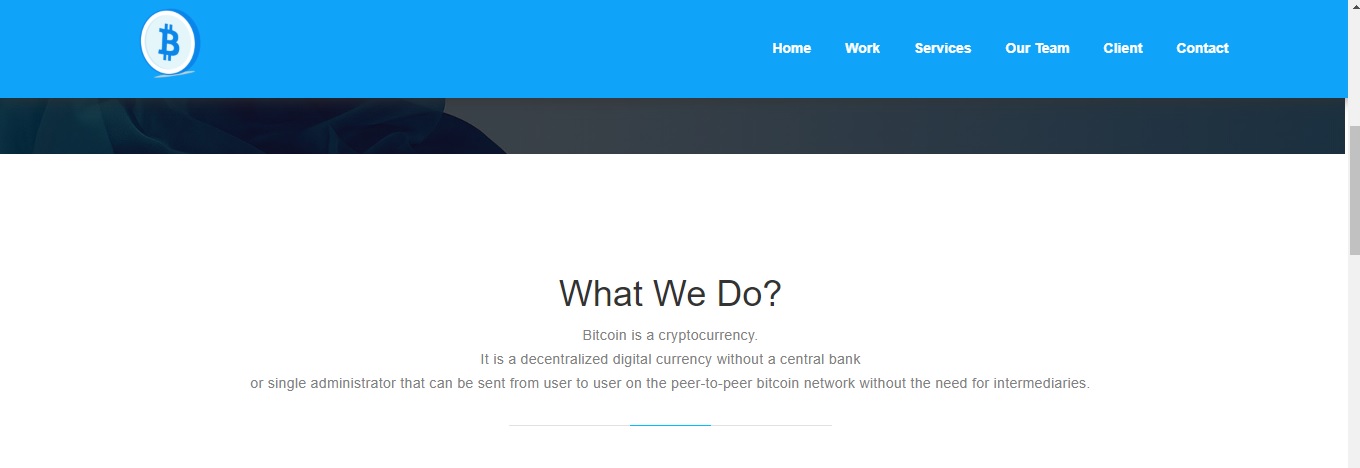 Home Work Services Our Team Client Contact
What We Do?
Bitcoin is a cryptocurrency.
It is a decentralized digital currency without a central bank
or single administrator that can be sent from user to user on the peer-to-peer bitcoin network without the need for intermediaries.